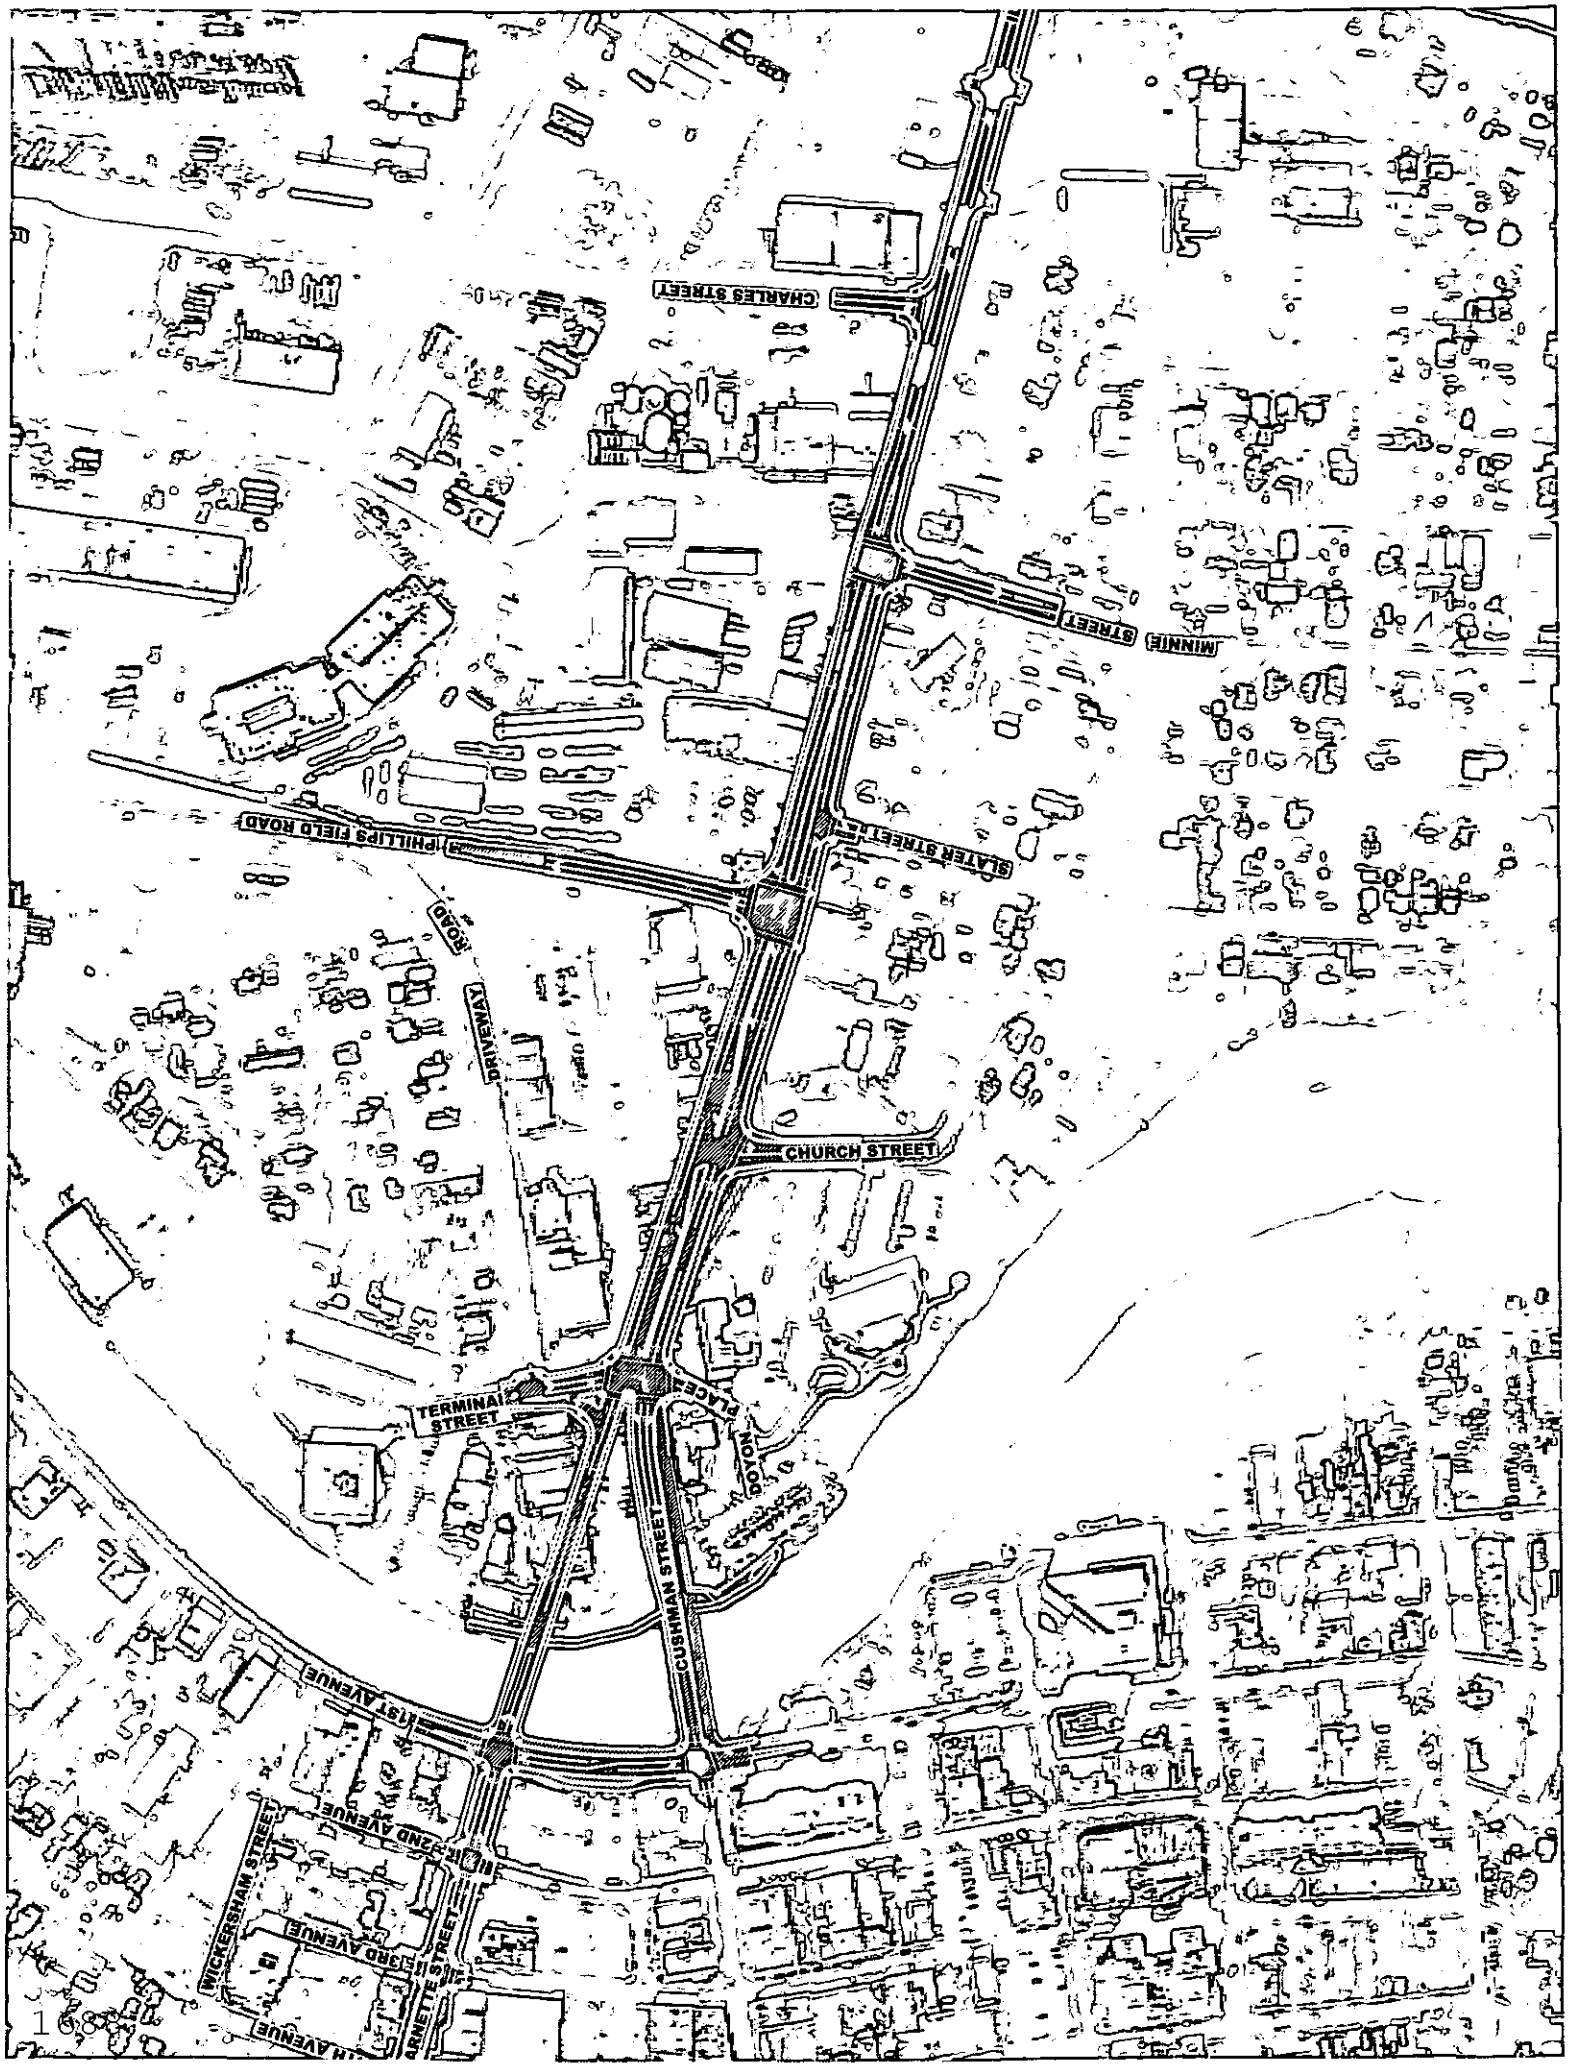 CHARLES STREET
STREET
MINNIE
PHILLIPS FIELD ROAD
SLATER STREET
ROAD
DRIVEWAY
CHURCH STREET
TERMINAL
STREET
PLACE
DOYON
CUSHMAN STREET
1ST AVENUE
2ND AVENUE
WICKERSHAM STREET
3RD AVENUE